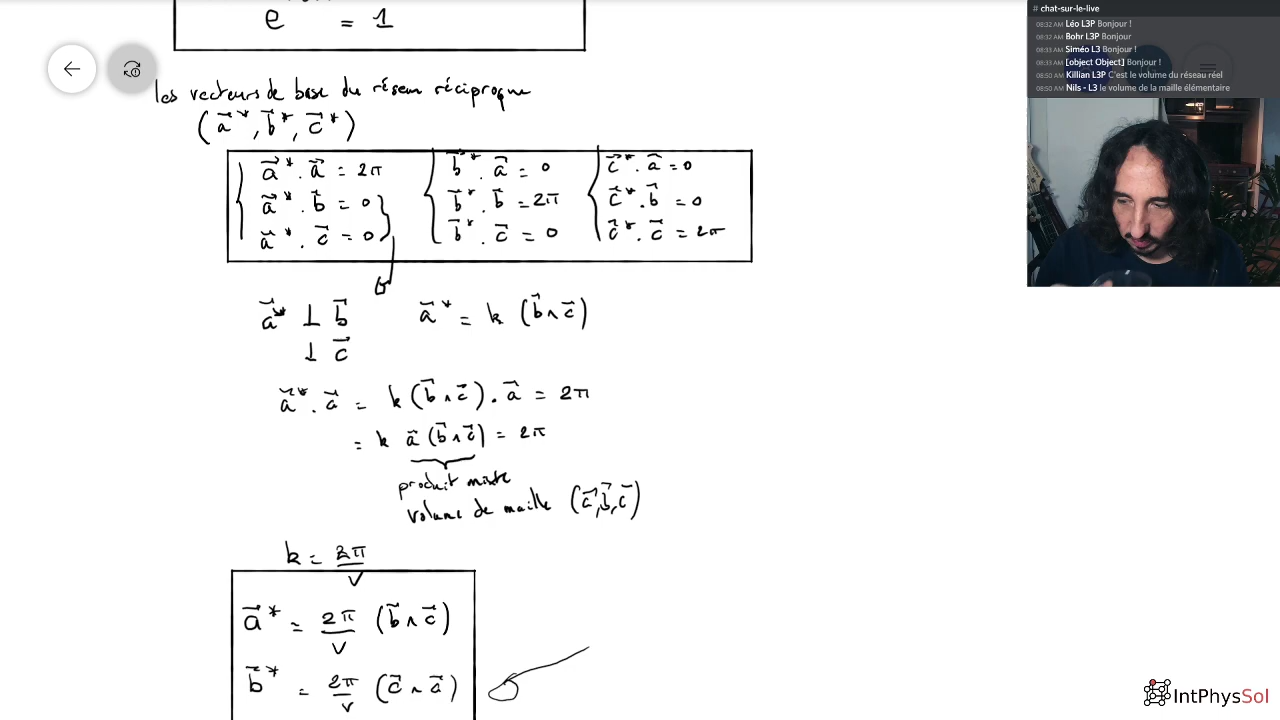 e = 1
les vecteurs de base du réseau réciproque
(a⃗*, b⃗*, c⃗*)
a⃗*. a⃗ = 2π
a⃗*. b⃗ = 0
a⃗*. c⃗ = 0
b⃗*. a⃗ = 0
b⃗*. b⃗ = 2π
b⃗*. c⃗ = 0
c⃗*. a⃗ = 0
c⃗*. b⃗ = 0
c⃗*. c⃗ = 2π
a⃗* ⊥ b⃗
⊥ c⃗
a⃗* = k (b⃗ ∧ c⃗)
a⃗*. a⃗ = k (b⃗ ∧ c⃗) . a⃗ = 2π
= k a⃗ (b⃗ ∧ c⃗) = 2π
produit mixte
volume de maille (a⃗, b⃗, c⃗)
k = 2π/V
a⃗* = 2π/V (b⃗ ∧ c⃗)
b⃗* = 2π/V (c⃗ ∧ a⃗)
# chat-sur-le-live
08:32 AM Léo L3P Bonjour !
08:32 AM Bohr L3P Bonjour
08:33 AM Siméo L3 Bonjour !
08:33 AM [object Object] Bonjour !
08:50 AM Killian L3P C'est le volume du réseau réel
08:50 AM Nils - L3 le volume de la maille élémentaire
IntPhysSol